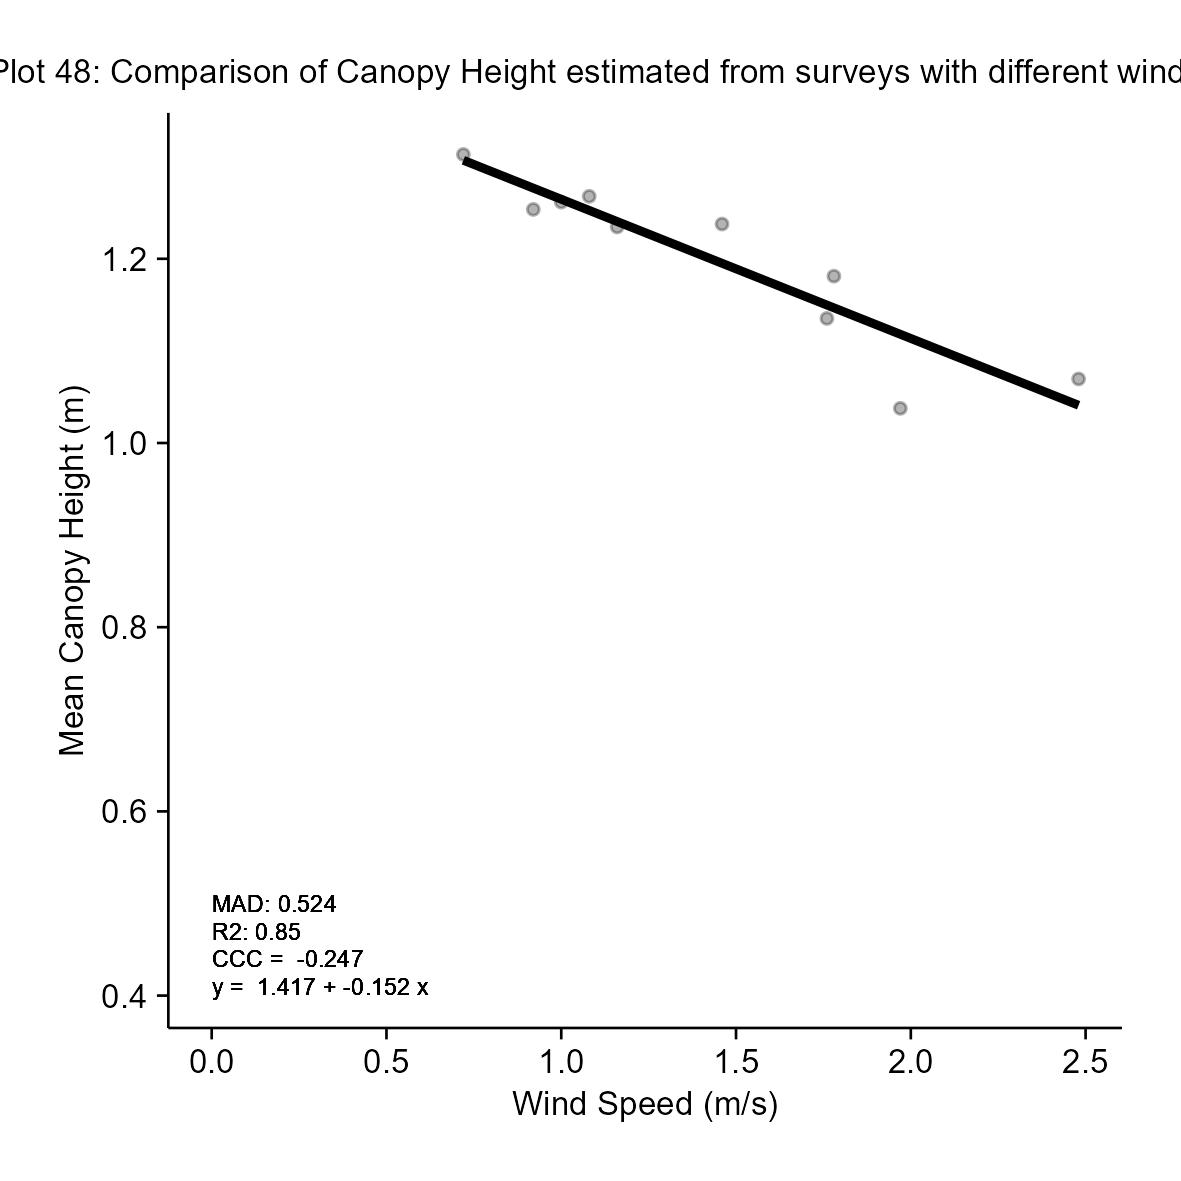 Plot 48: Comparison of Canopy Height estimated from surveys with different wind
1.2
1.0
0.8
0.6
0.4
Mean Canopy Height (m)
MAD: 0.524
R2: 0.85
CCC = -0.247
y = 1.417 + -0.152 x
0.0 0.5 1.0 1.5 2.0 2.5
Wind Speed (m/s)